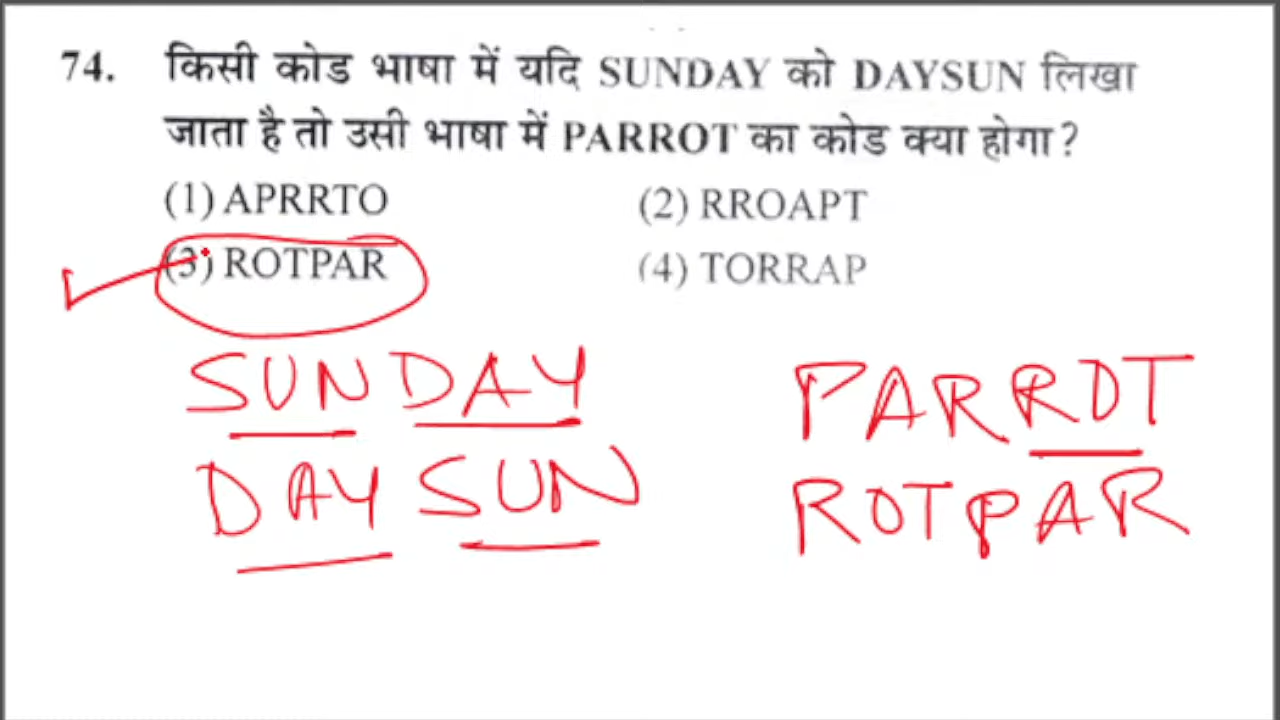 74. किसी कोड भाषा में यदि SUNDAY को DAYSUN लिखा
जाता है तो उसी भाषा में PARROT का कोड क्या होगा?
(1) APRRTO (2) RROAPT
(3) ROTPAR (4) TORRAP
SUNDAY PARROT
DAYSUN ROTPAR